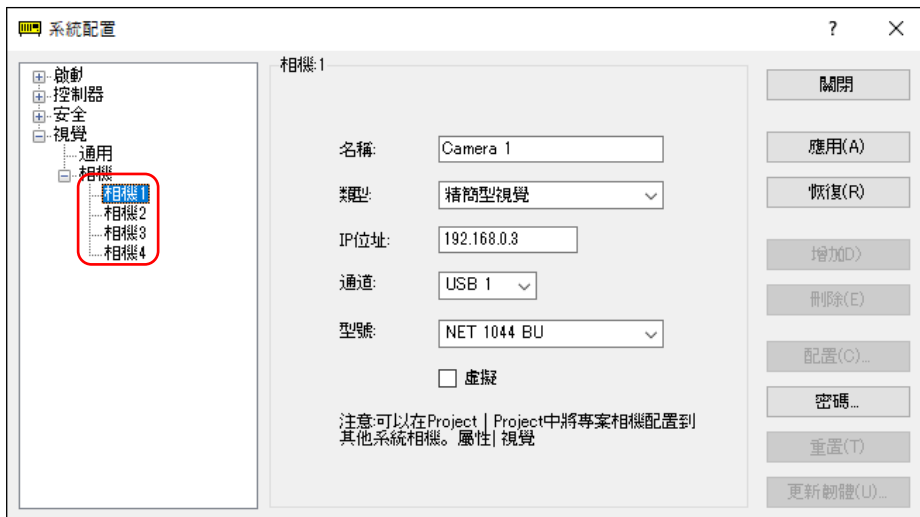 系統配置
?
啟動
控制器
安全
視覺
通用
相機
相機1
相機2
相機3
相機4
相機:1
名稱: Camera 1
類型: 精簡型視覺
IP位址: 192.168.0.3
通道: USB 1
型號: NET 1044 BU
虛擬
注意:可以在Project | Project中將專案相機配置到
其他系統相機。屬性| 視覺
關閉
應用(A)
恢復(R)
增加D)
刪除(E)
配置(C)...
密碼...
重置(T)
更新韌體(U)...